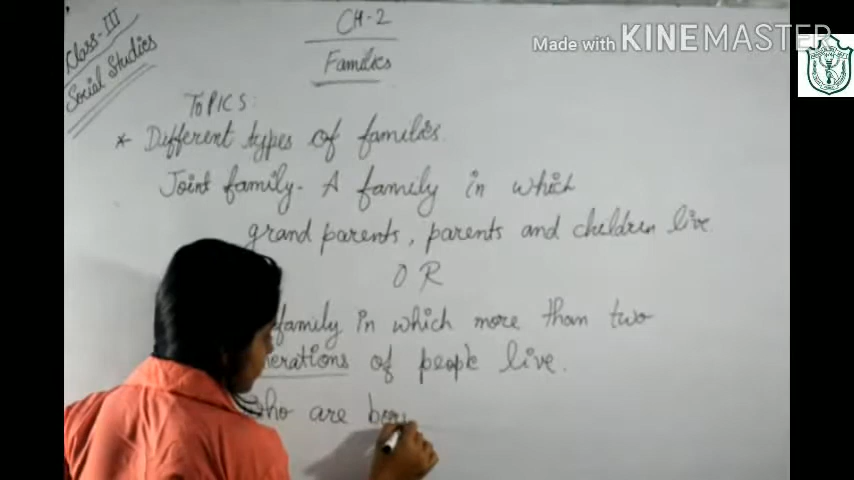 Class-III
Social Studies
CH-2
Families
Made with KINEMASTER
TOPICS:
* Different types of families.
Joint family - A family in which
grand parents, parents and children live.
OR
family in which more than two
nerations of people live.
who are born